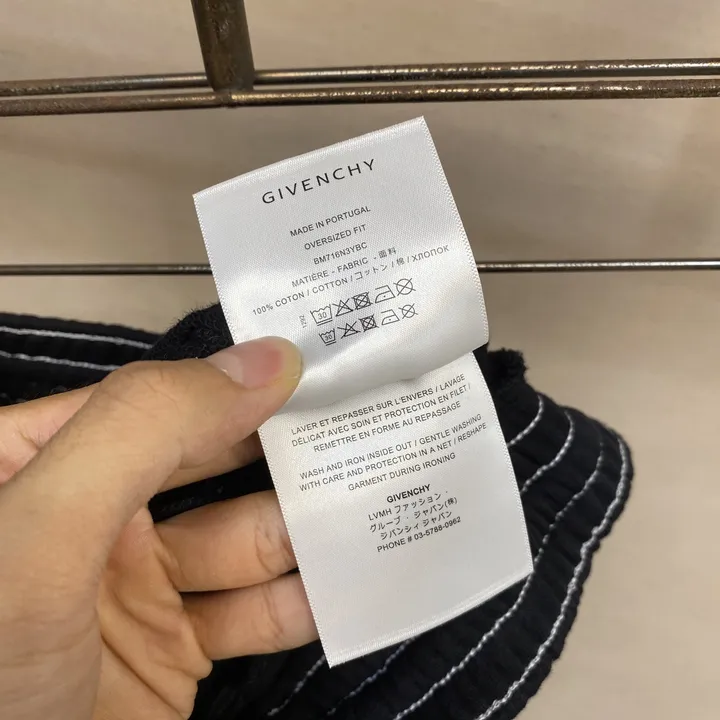 GIVENCHY
MADE IN PORTUGAL
OVERSIZED FIT
BM716N3YBC
MATIÈRE - FABRIC - 面料
100% COTON / COTTON / コットン / 棉 / ХЛОПОК
30
30
LAVER ET REPASSER SUR L'ENVERS / LAVAGE
DÉLICAT AVEC SOIN ET PROTECTION EN FILET /
REMETTRE EN FORME AU REPASSAGE
WASH AND IRON INSIDE OUT / GENTLE WASHING
WITH CARE AND PROTECTION IN A NET / RESHAPE
GARMENT DURING IRONING
GIVENCHY
LVMH ファッション・
グループ・ジャパン(株)
ジバンシィ ジャパン
PHONE # 03-5788-0962